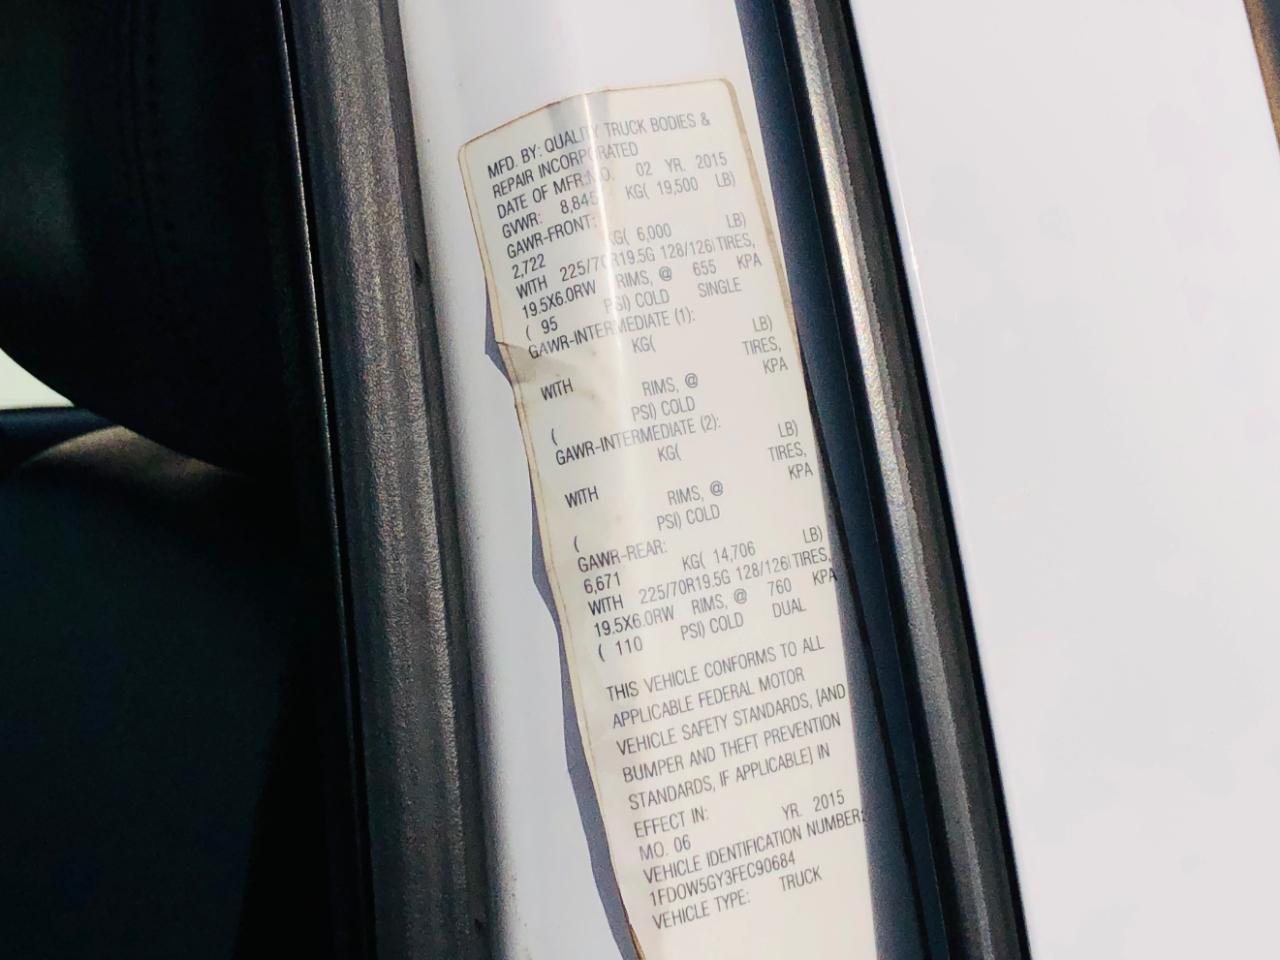 MFD. BY: QUALITY TRUCK BODIES &
REPAIR INCORPORATED
DATE OF MFR:MO. 02 YR. 2015
GVWR: 8,845 KG( 19,500 LB)
GAWR-FRONT:
2,722 KG( 6,000 LB)
WITH 225/70R19.5G 128/126 TIRES,
19.5X6.0RW RIMS, @ 655 KPA
( 95 PSI) COLD SINGLE
GAWR-INTERMEDIATE (1):
KG( LB)
WITH TIRES,
RIMS, @ KPA
( PSI) COLD
GAWR-INTERMEDIATE (2):
KG( LB)
WITH TIRES,
RIMS, @ KPA
( PSI) COLD
GAWR-REAR:
6,671 KG( 14,706 LB)
WITH 225/70R19.5G 128/126 TIRES,
19.5X6.0RW RIMS, @ 760 KPA
( 110 PSI) COLD DUAL
THIS VEHICLE CONFORMS TO ALL
APPLICABLE FEDERAL MOTOR
VEHICLE SAFETY STANDARDS, [AND
BUMPER AND THEFT PREVENTION
STANDARDS, IF APPLICABLE] IN
EFFECT IN:
MO. 06 YR. 2015
VEHICLE IDENTIFICATION NUMBER:
1FDOW5GY3FEC90684
VEHICLE TYPE: TRUCK